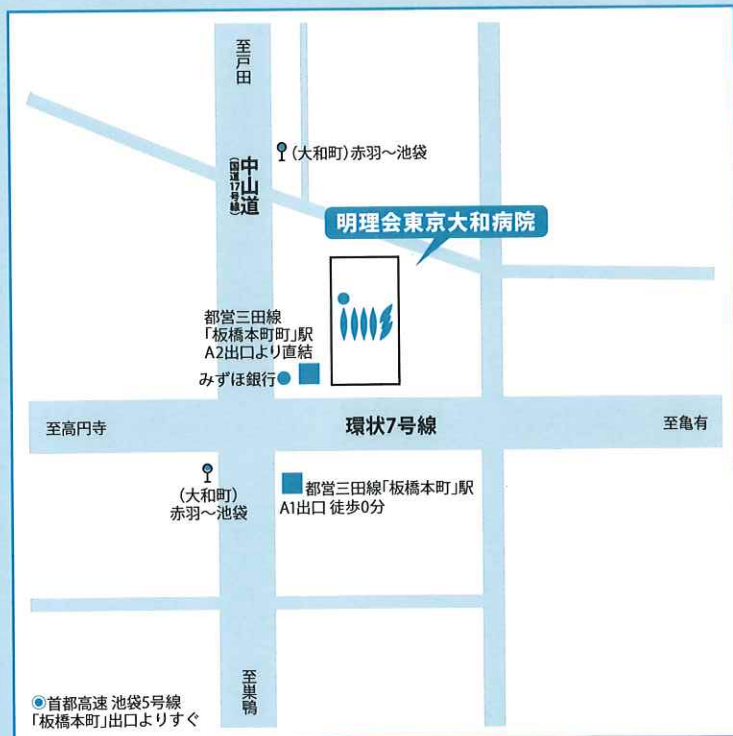 至戸田
中山道
(国道17号線)
(大和町)赤羽〜池袋
明理会東京大和病院
ims
都営三田線
「板橋本町町」駅
A2出口より直結
みずほ銀行
至高円寺
環状7号線
至亀有
(大和町)
赤羽〜池袋
都営三田線「板橋本町」駅
A1出口 徒歩0分
至巣鴨
首都高速 池袋5号線
「板橋本町」出口よりすぐ